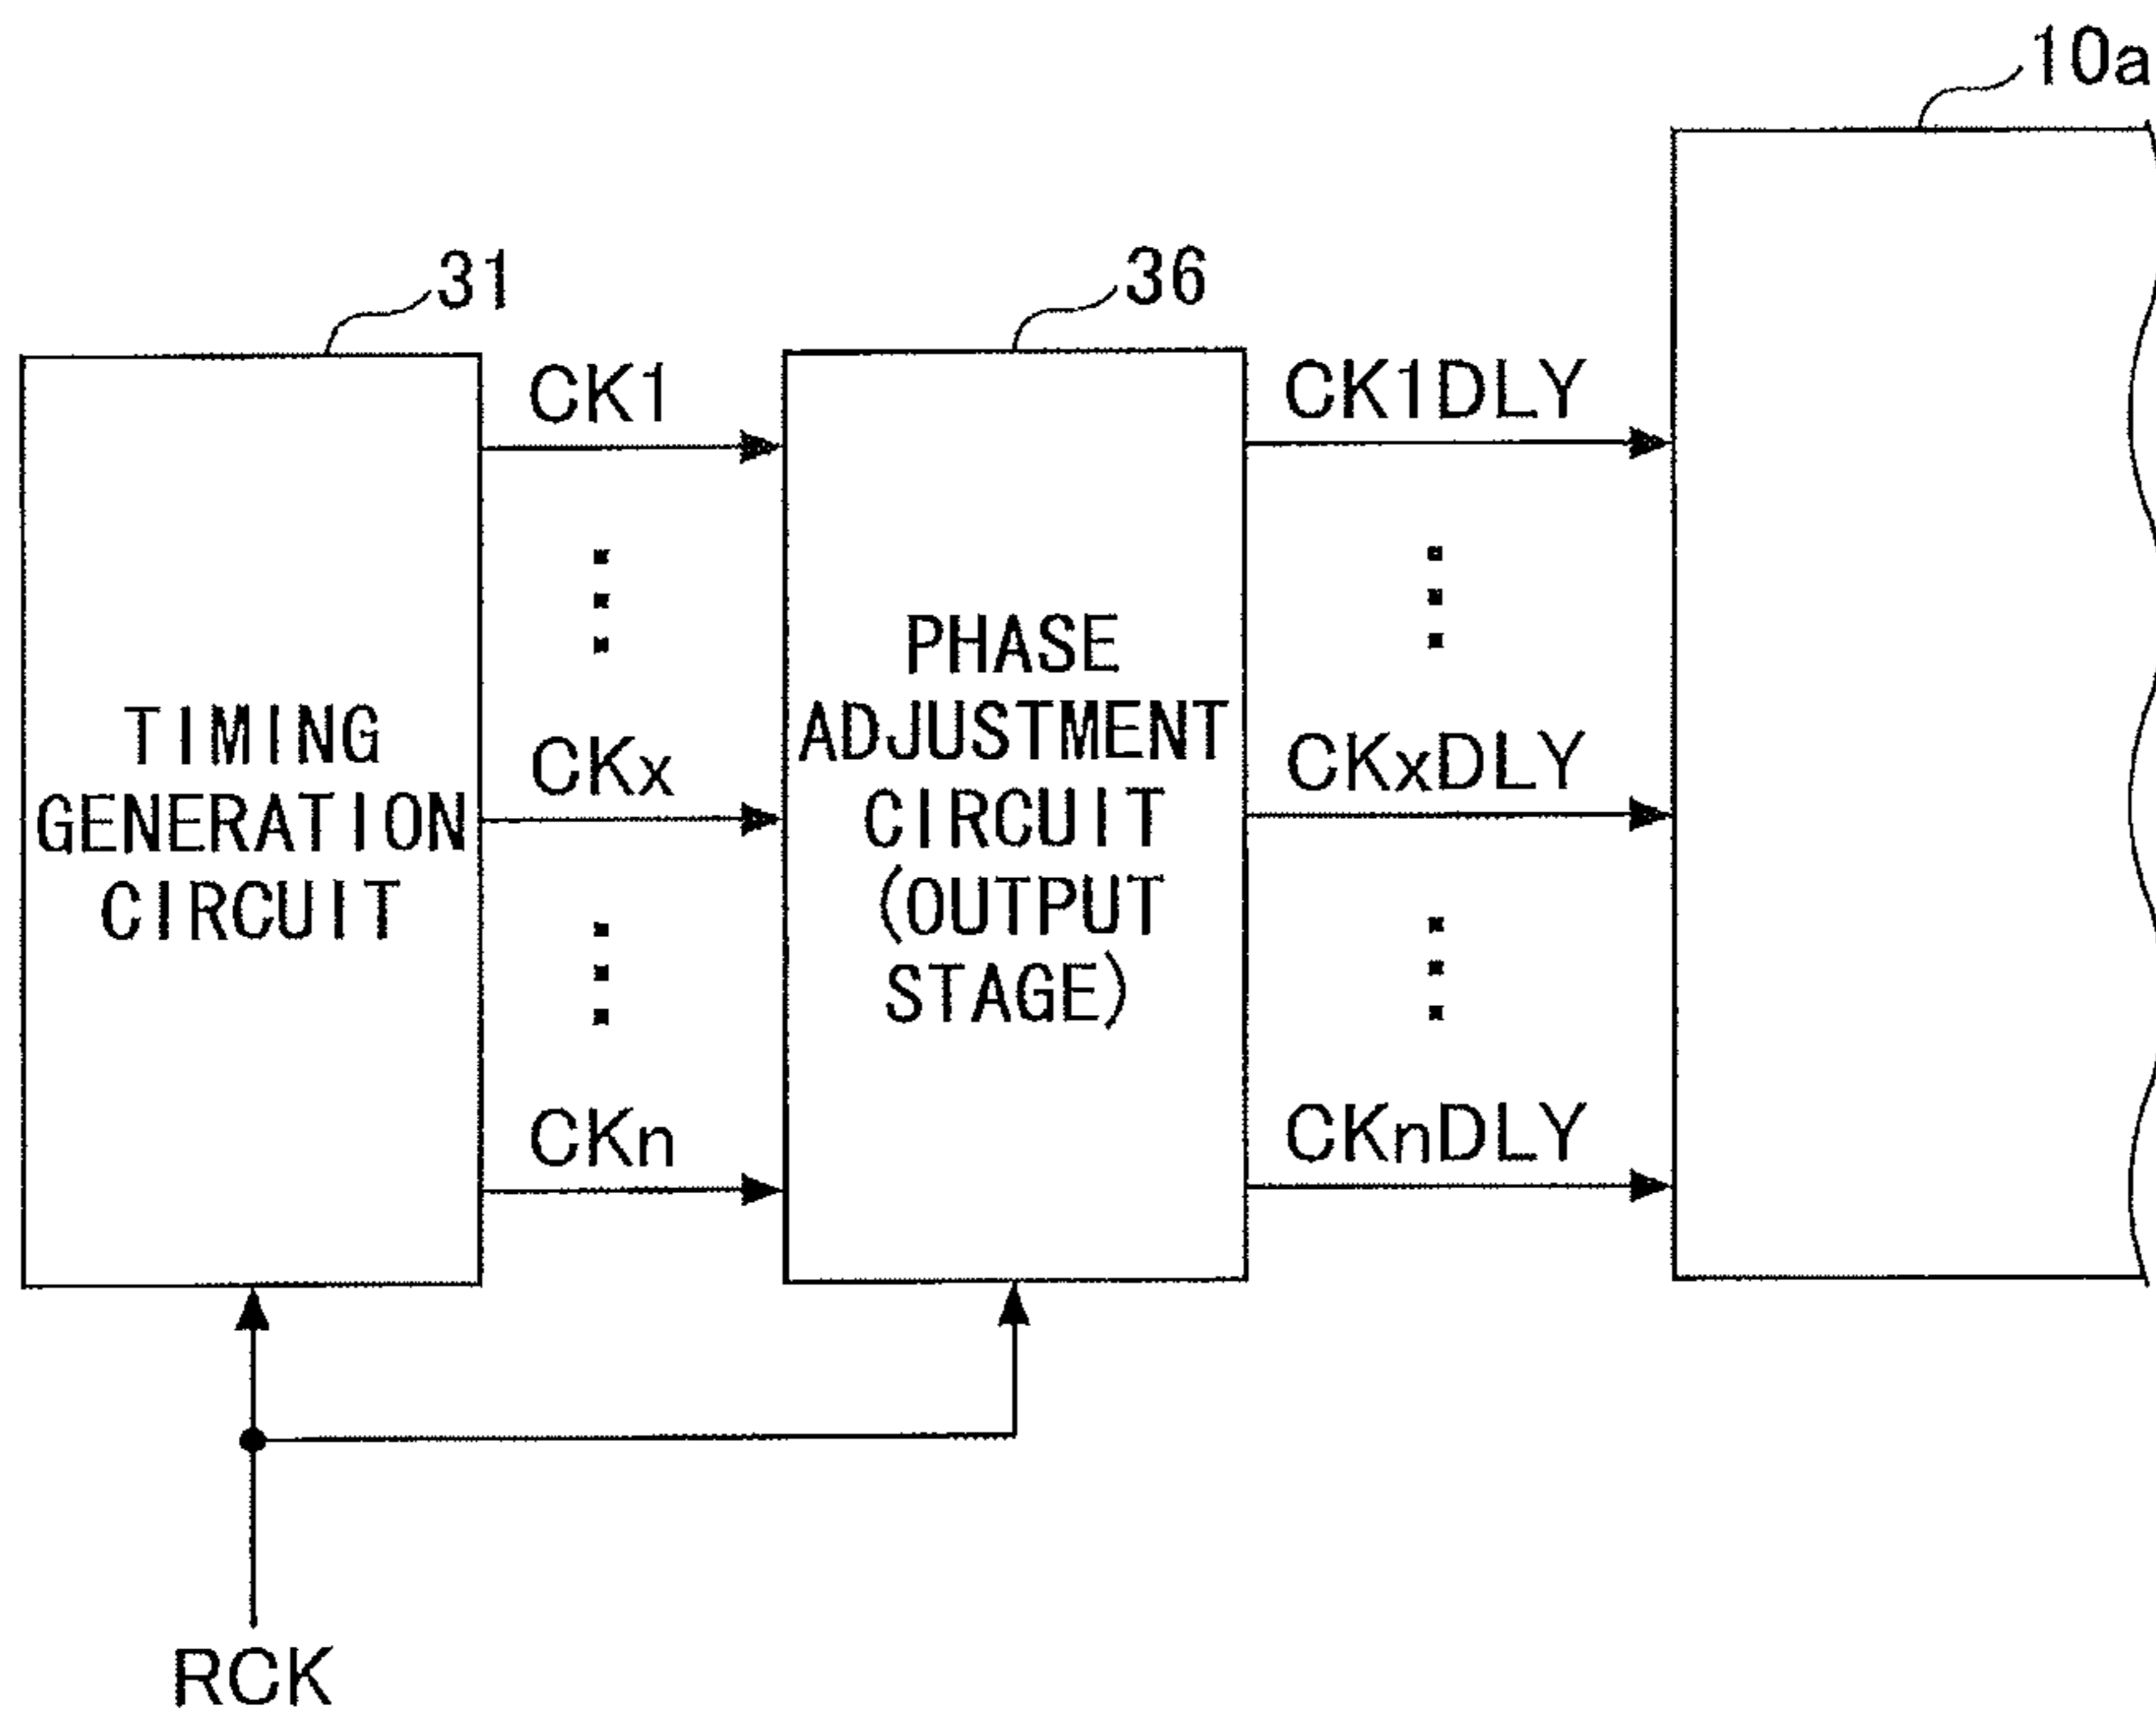 10a
31
36
CK1
CK1DLY
TIMING
GENERATION
CIRCUIT
CKx
PHASE
ADJUSTMENT
CIRCUIT
(OUTPUT
STAGE)
CKxDLY
CKn
CKnDLY
RCK